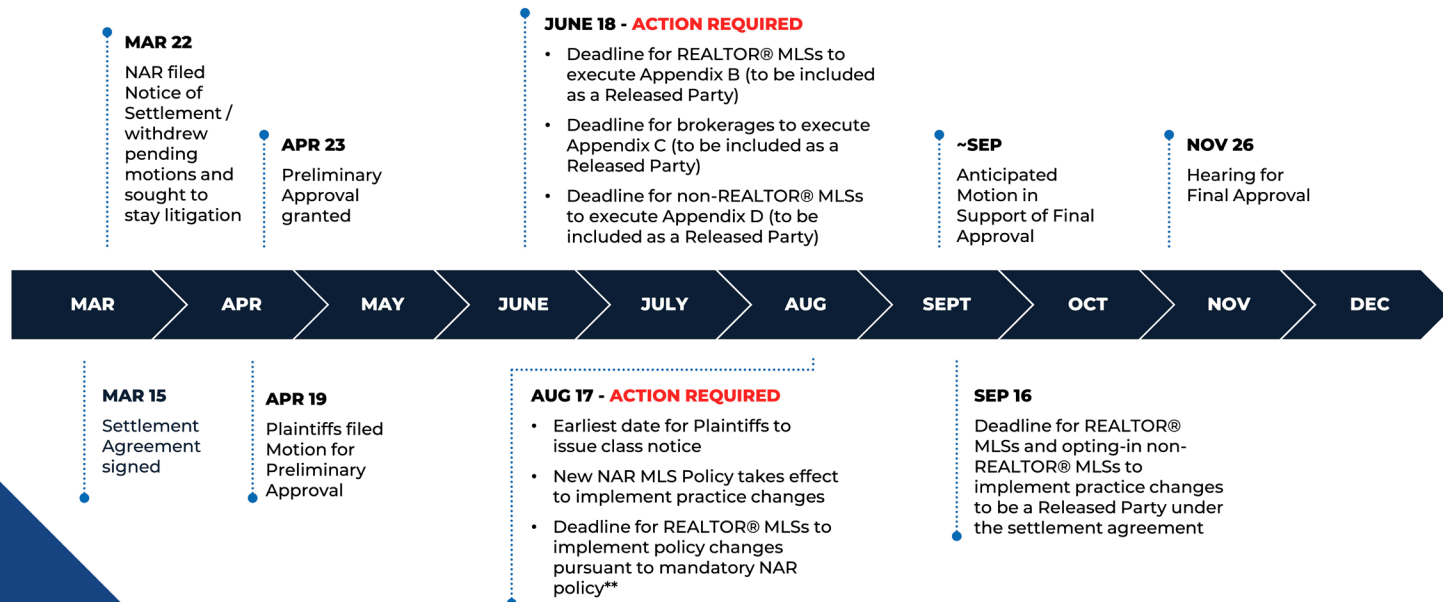 MAR 22
NAR filed
Notice of
Settlement /
withdrew
pending
motions and
sought to
stay litigation
APR 23
Preliminary
Approval
granted
JUNE 18 - ACTION REQUIRED
• Deadline for REALTOR® MLSs to
execute Appendix B (to be included
as a Released Party)
• Deadline for brokerages to execute
Appendix C (to be included as a
Released Party)
• Deadline for non-REALTOR® MLSs
to execute Appendix D (to be
included as a Released Party)
~SEP
Anticipated
Motion in
Support of Final
Approval
NOV 26
Hearing for
Final Approval
MAR APR MAY JUNE JULY AUG SEPT OCT NOV DEC
MAR 15
Settlement
Agreement
signed
APR 19
Plaintiffs filed
Motion for
Preliminary
Approval
AUG 17 - ACTION REQUIRED
• Earliest date for Plaintiffs to
issue class notice
• New NAR MLS Policy takes effect
to implement practice changes
• Deadline for REALTOR® MLSs to
implement policy changes
pursuant to mandatory NAR
policy**
SEP 16
Deadline for REALTOR®
MLSs and opting-in non-
REALTOR® MLSs to
implement practice changes
to be a Released Party under
the settlement agreement